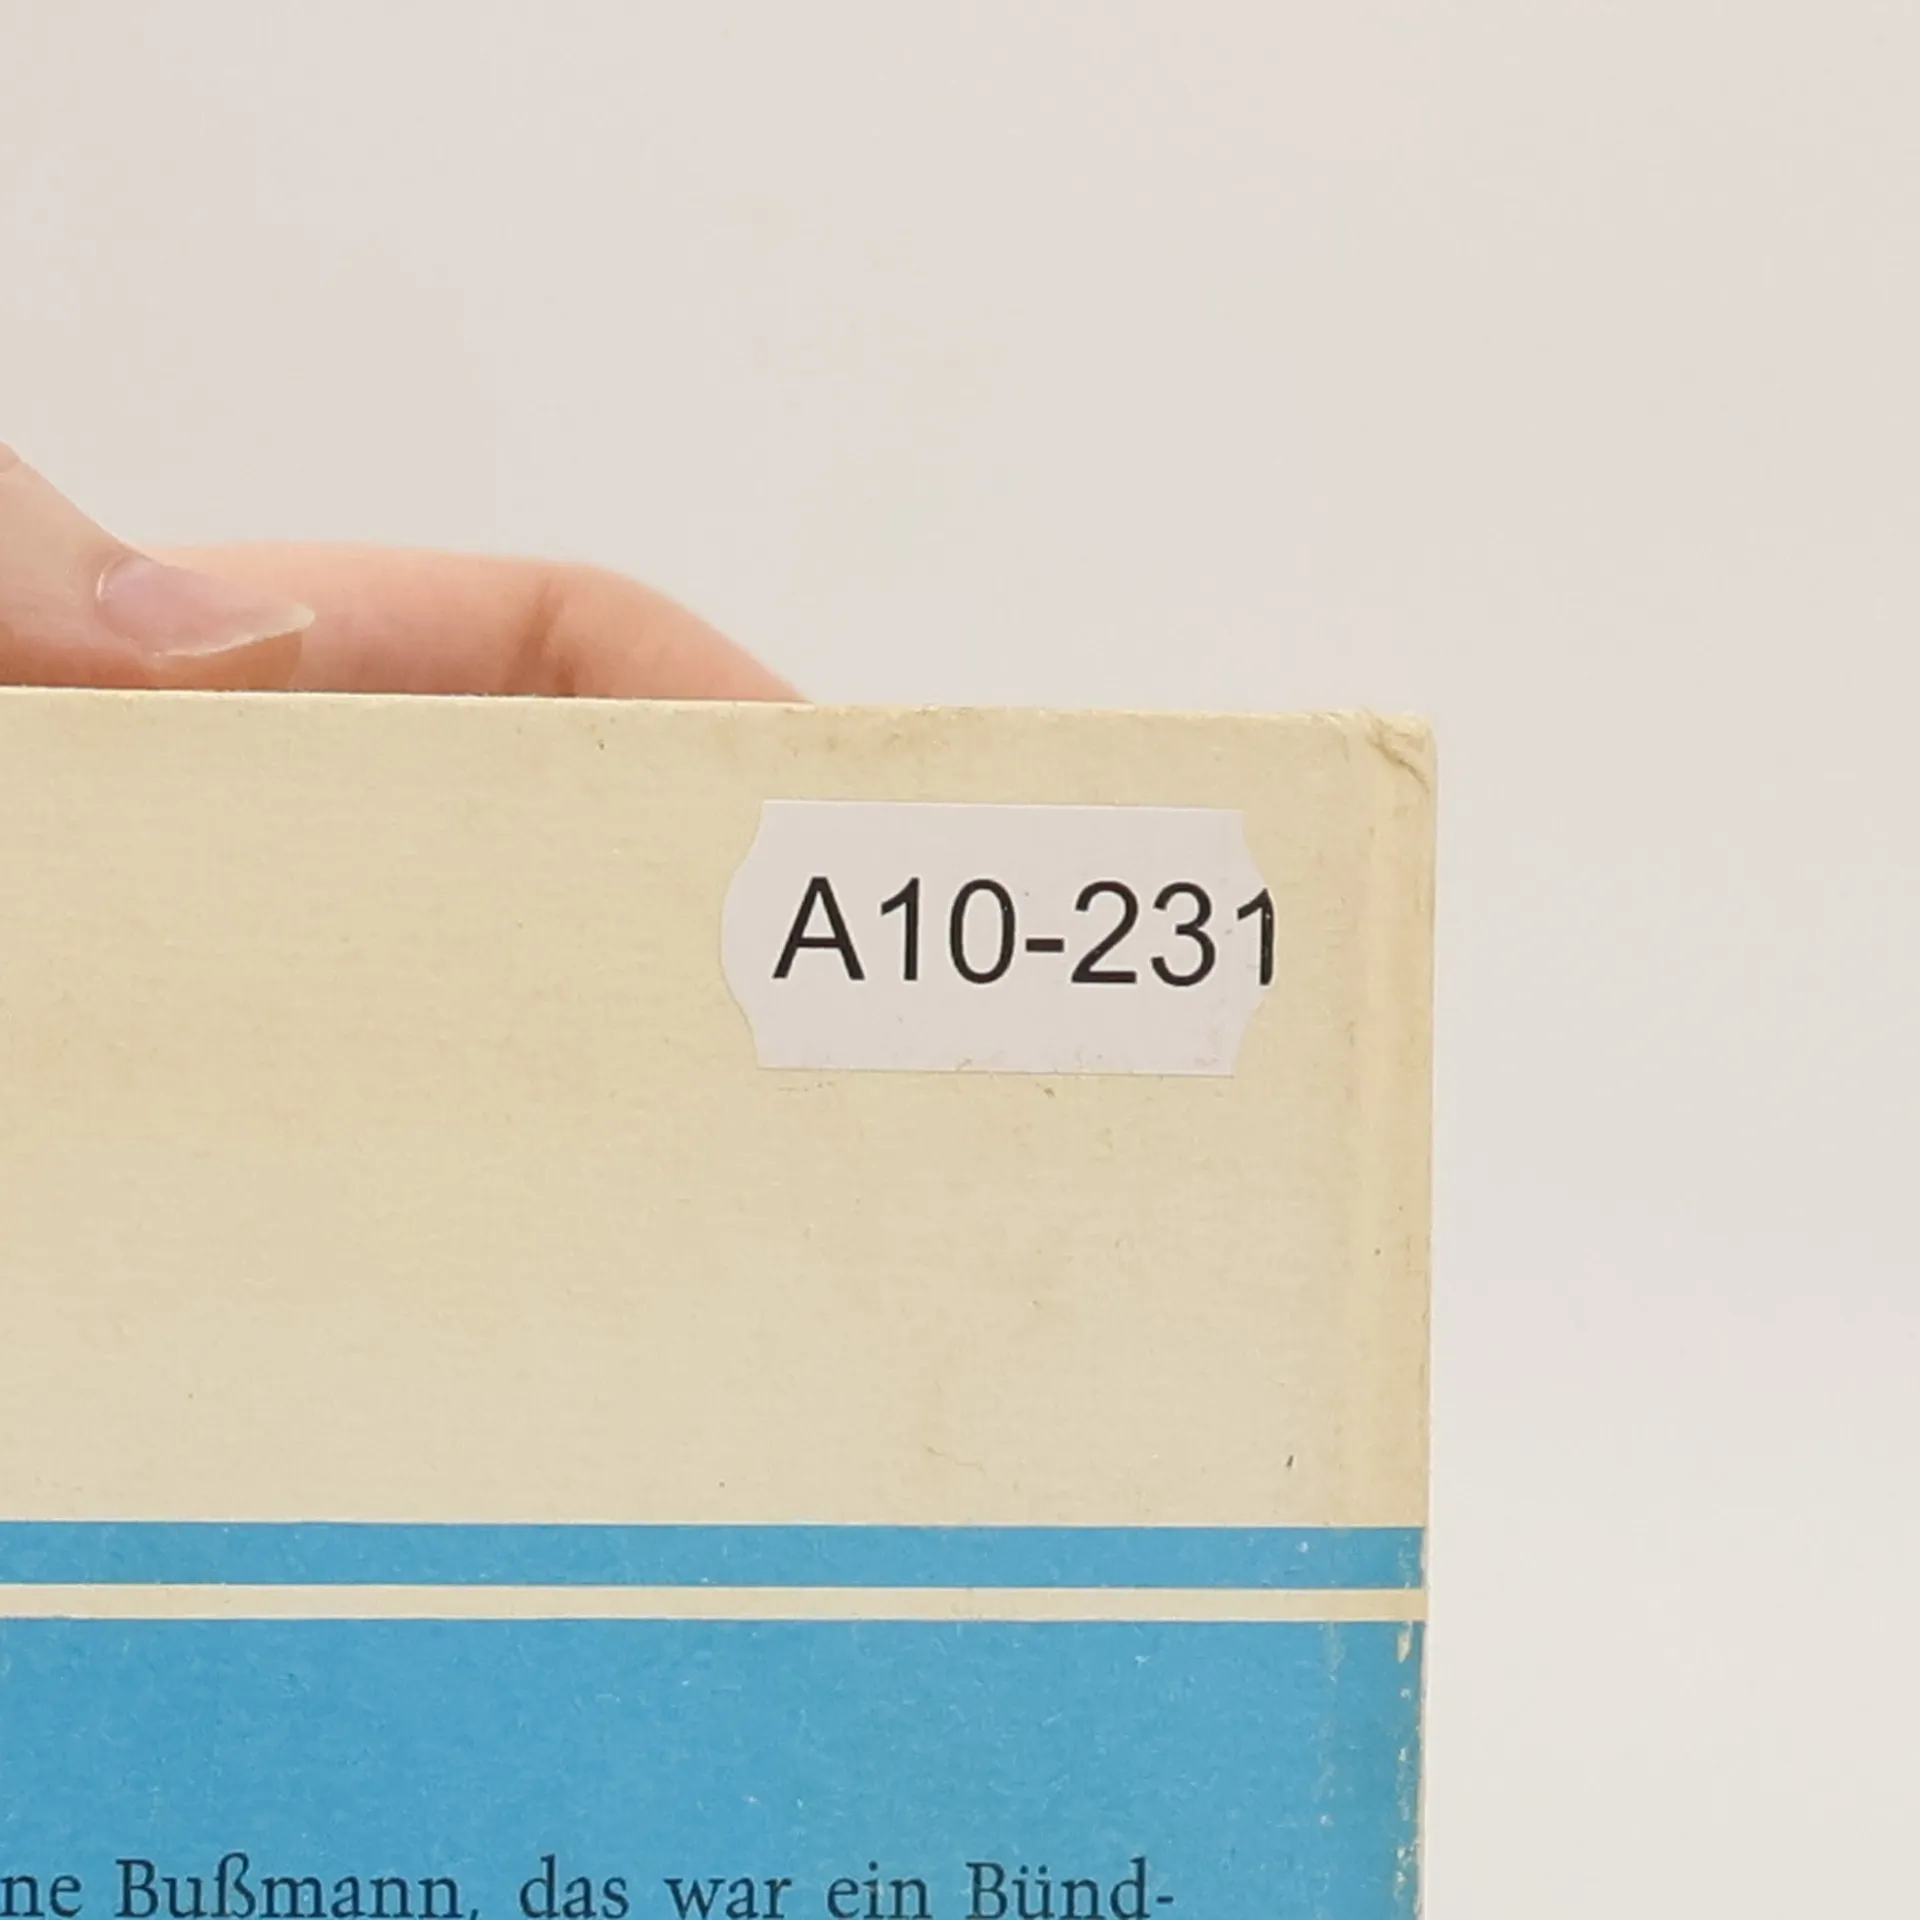 A10-231
ne Bußmann, das war ein Bünd-